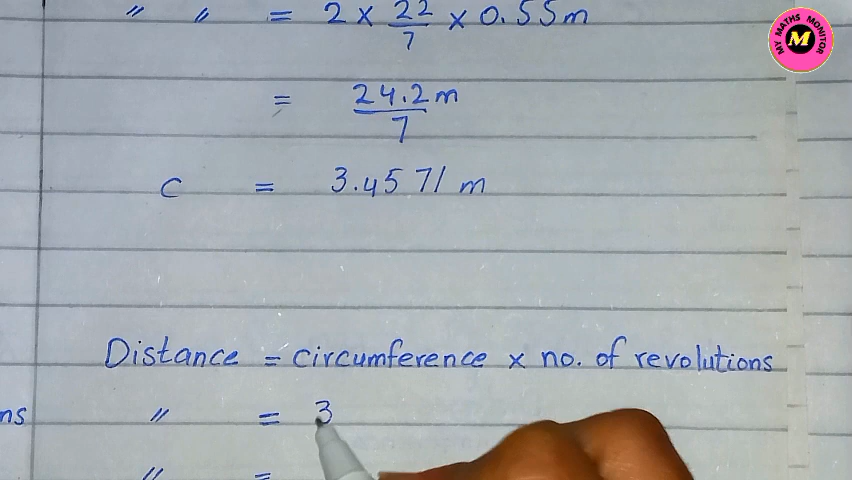 〃 〃 = 2 × 22/7 × 0.55m
MY MATHS MONITOR
M
= 24.2m/7
C = 3.4571 m
Distance = circumference × no. of revolutions
ns 〃 = 3
〃 =